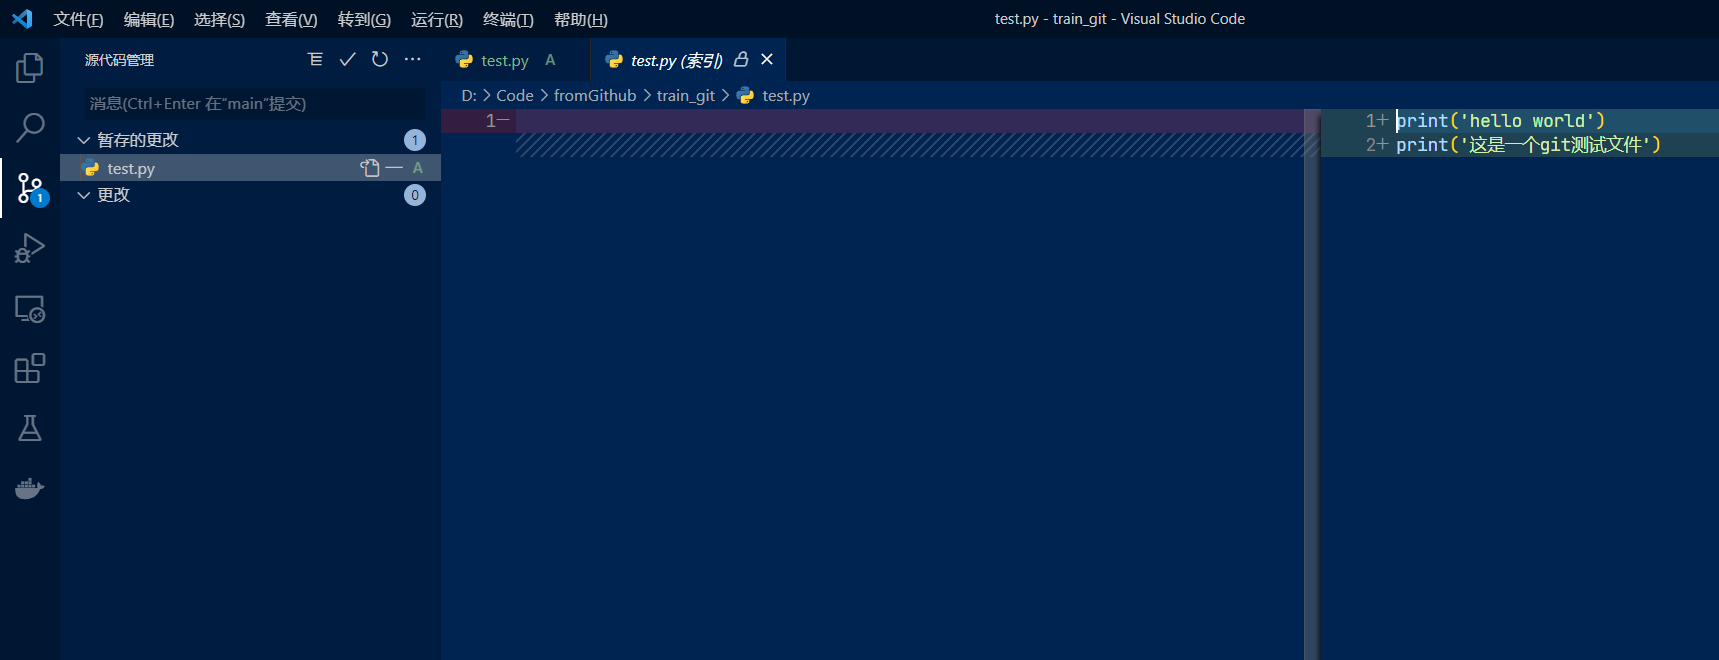 文件(F) 编辑(E) 选择(S) 查看(V) 转到(G) 运行(R) 终端(T) 帮助(H) test.py - train_git - Visual Studio Code
源代码管理
test.py A test.py (索引)
消息(Ctrl+Enter 在"main"提交)
D: > Code > fromGithub > train_git > test.py
暂存的更改 1
test.py A
更改 0
1
1−
1+ print('hello world')
2+ print('这是一个git测试文件')